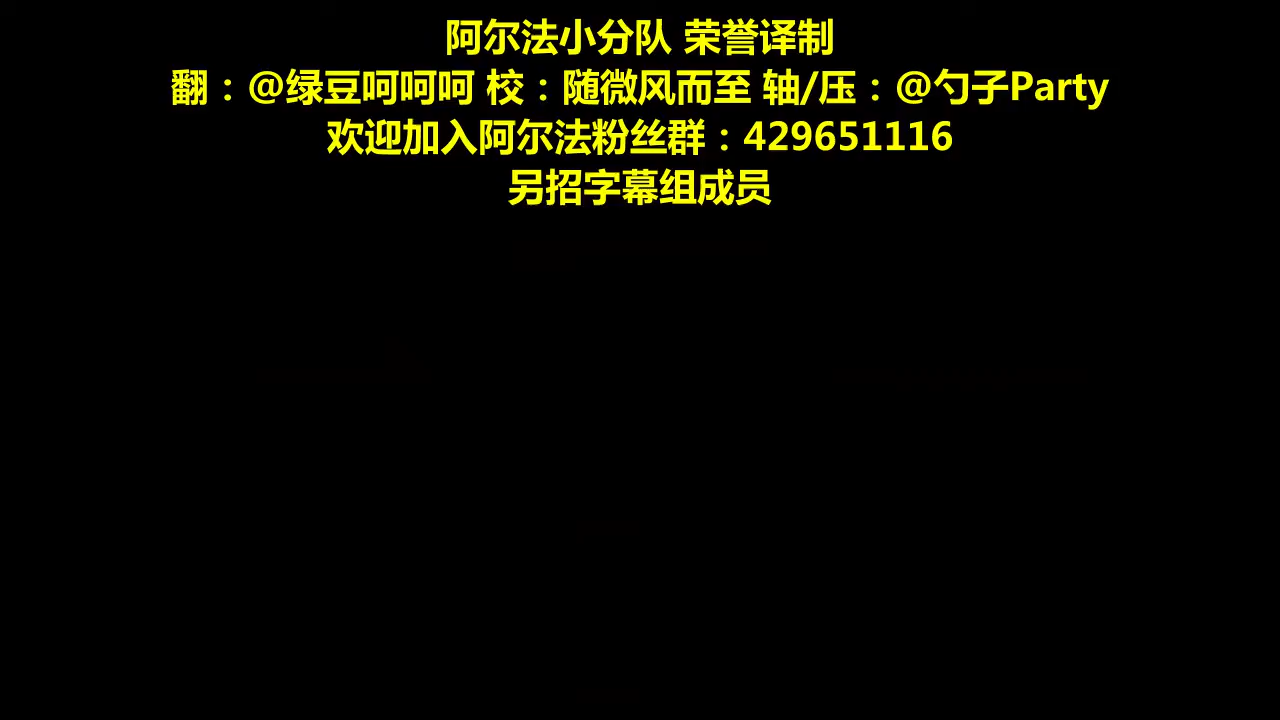 阿尔法小分队 荣誉译制
翻：@绿豆呵呵呵 校：随微风而至 轴/压：@勺子Party
欢迎加入阿尔法粉丝群：429651116
另招字幕组成员